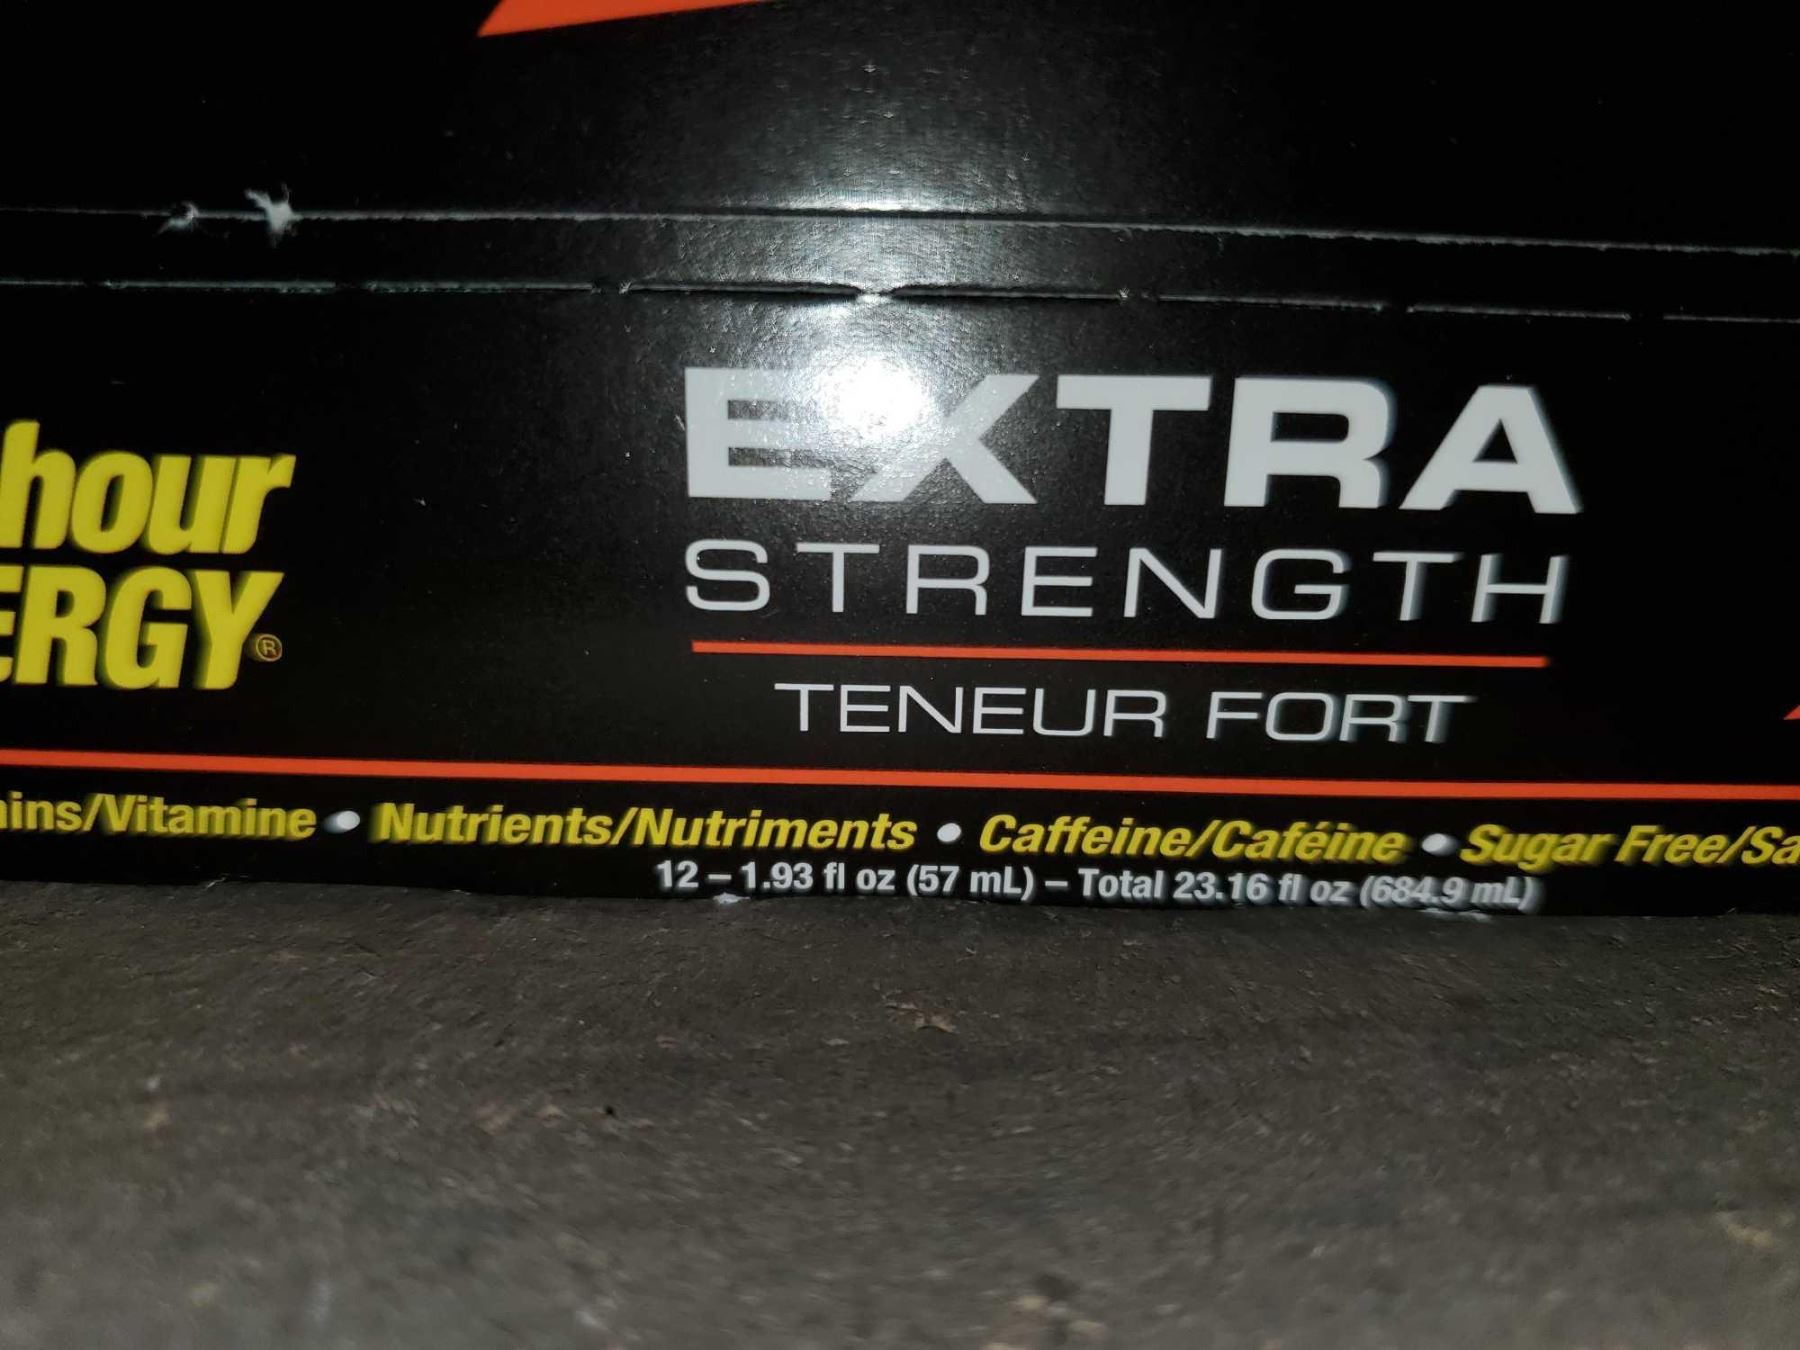 hour
ERGY®
EXTRA
STRENGTH
TENEUR FORT
ins/Vitamine • Nutrients/Nutriments • Caffeine/Caféine • Sugar Free/Sa
12 – 1.93 fl oz (57 mL) – Total 23.16 fl oz (684.9 mL)